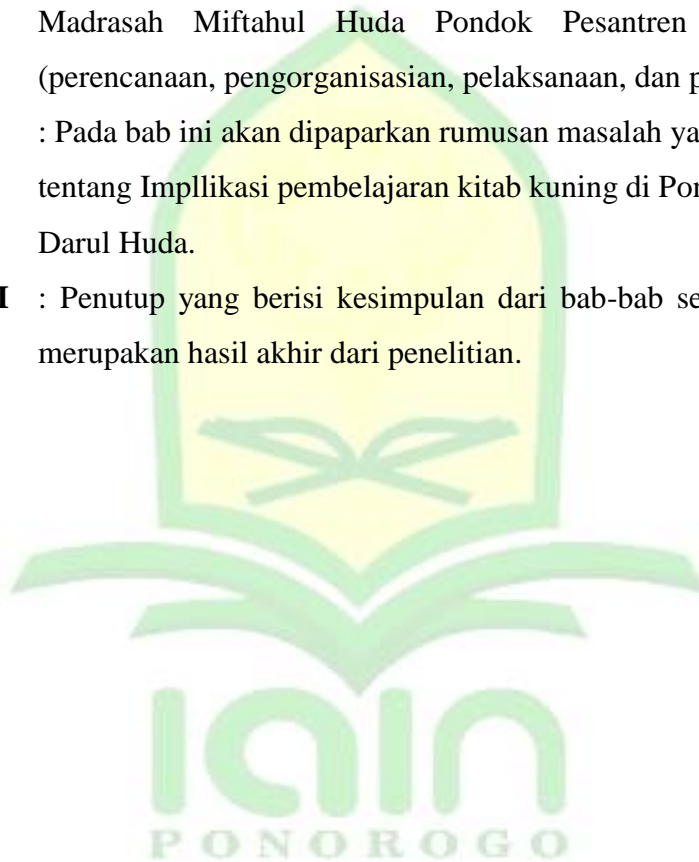 Madrasah Miftahul Huda Pondok Pesantren
(perencanaan, pengorganisasian, pelaksanaan, dan
: Pada bab ini akan dipaparkan rumusan masalah
tentang Impllikasi pembelajaran kitab kuning di
Darul Huda.
: Penutup yang berisi kesimpulan dari bab-bab
merupakan hasil akhir dari penelitian.
iain
PONOROGO